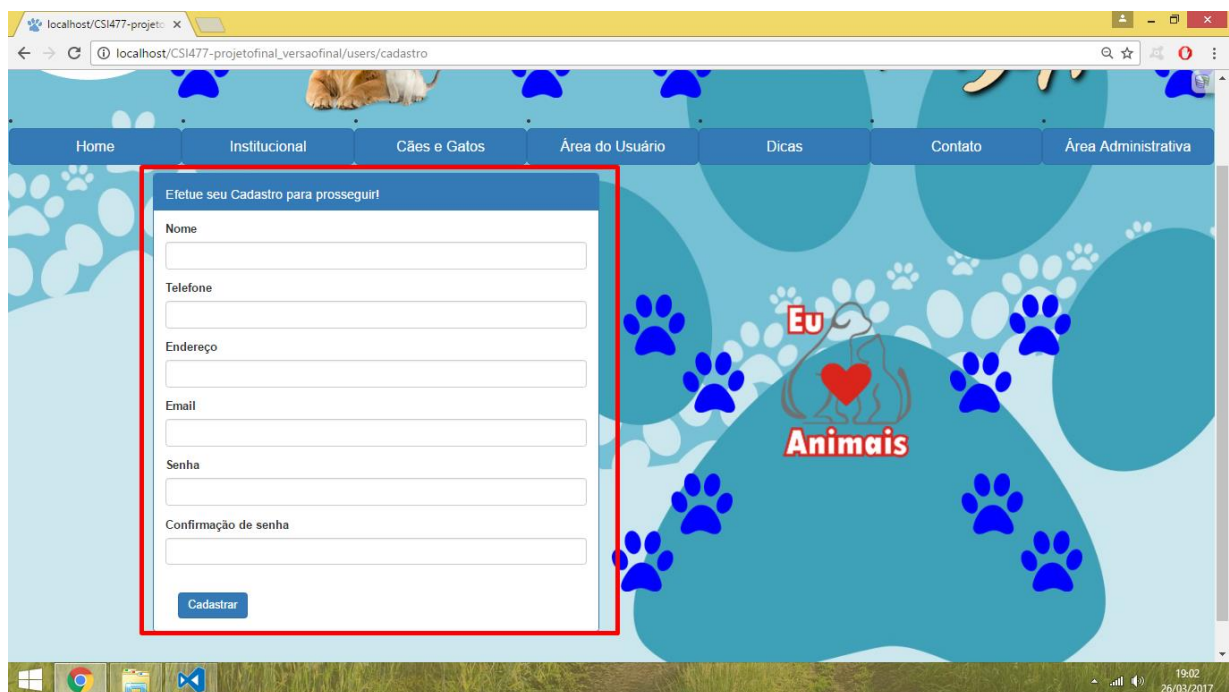 localhost/CSI477-projeto
localhost/CSI477-projetofinal_versaofinal/users/cadastro
Home Institucional Cães e Gatos Área do Usuário Dicas Contato Área Administrativa
Efetue seu Cadastro para prosseguir!
Nome
Telefone
Endereço
Email
Senha
Confirmação de senha
Cadastrar
Eu
Animais
19:02
26/03/2017